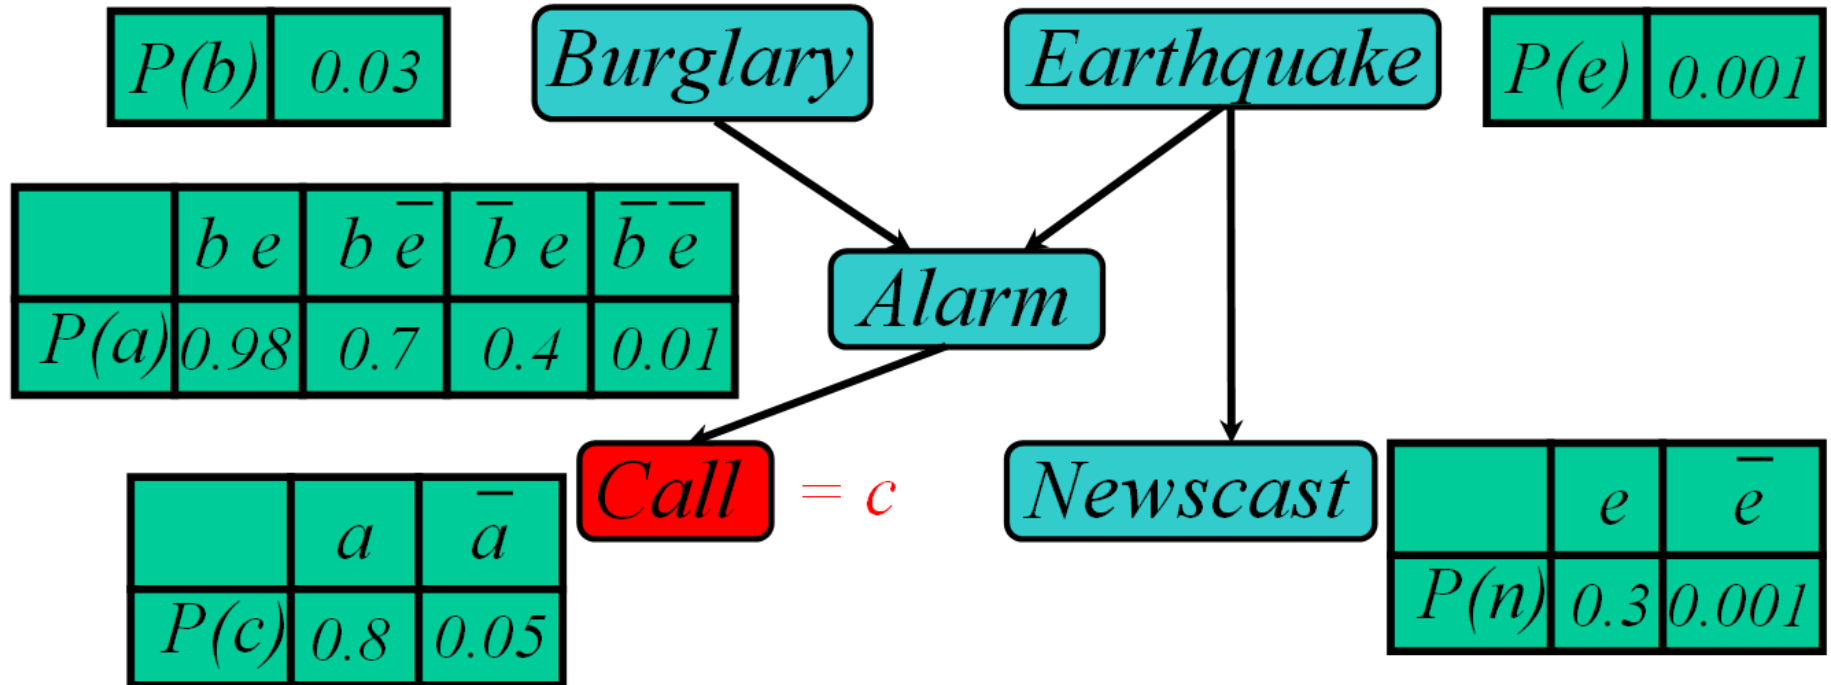 P(b) 0.03
Burglary
Earthquake
P(e) 0.001
b e b e̅ b̅ e b̅ e̅
P(a) 0.98 0.7 0.4 0.01
Alarm
Call = c
Newscast
a a̅
P(c) 0.8 0.05
e e̅
P(n) 0.3 0.001